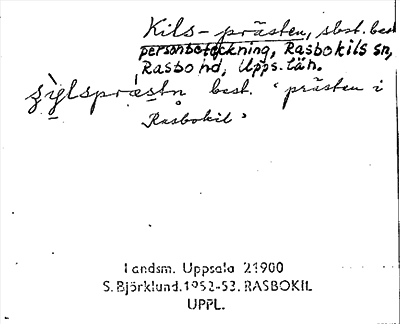 Kils-prästen, sbst. best
personbeteckning, Rasbokils sn,
Rasbo hd, Upps. län.
best. 'prästen i
Rasbokil'
Landsm. Uppsala 21900
S. Björklund. 1952-53. RASBOKIL
UPPL.